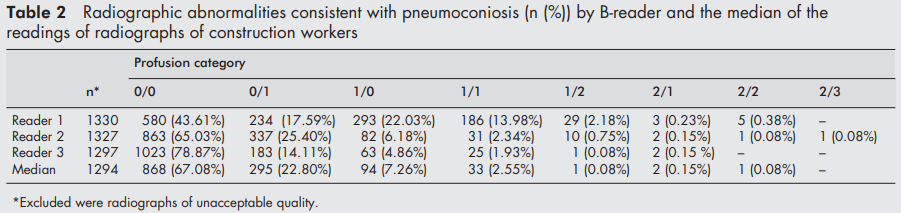 Table 2 Radiographic abnormalities consistent with pneumoconiosis (n (%)) by B-reader and the median of the
readings of radiographs of construction workers
Profusion category
n* 0/0 0/1 1/0 1/1 1/2 2/1 2/2 2/3
Reader 1 1330 580 (43.61%) 234 (17.59%) 293 (22.03%) 186 (13.98%) 29 (2.18%) 3 (0.23%) 5 (0.38%) –
Reader 2 1327 863 (65.03%) 337 (25.40%) 82 (6.18%) 31 (2.34%) 10 (0.75%) 2 (0.15%) 1 (0.08%) 1 (0.08%)
Reader 3 1297 1023 (78.87%) 183 (14.11%) 63 (4.86%) 25 (1.93%) 1 (0.08%) 2 (0.15 %) – –
Median 1294 868 (67.08%) 295 (22.80%) 94 (7.26%) 33 (2.55%) 1 (0.08%) 2 (0.15%) 1 (0.08%) –
*Excluded were radiographs of unacceptable quality.